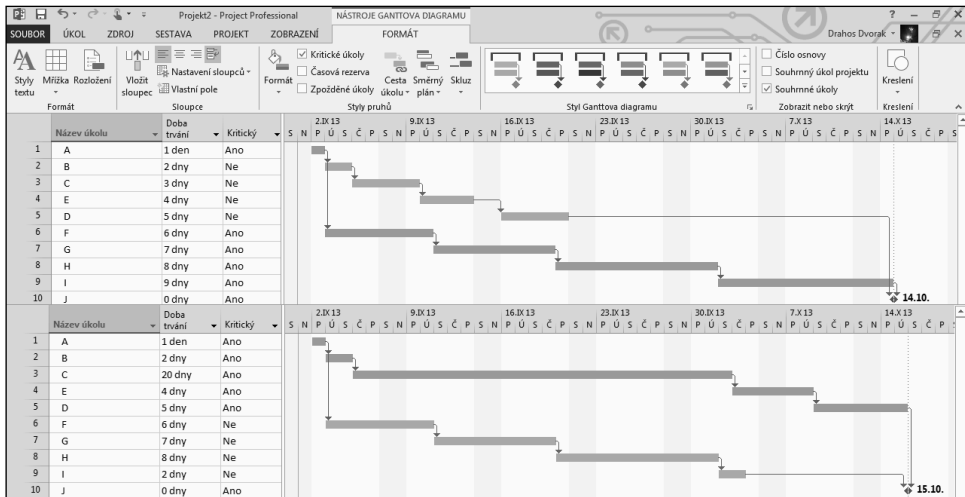 Projekt2 - Project Professional
NÁSTROJE GANTTOVA DIAGRAMU
?
SOUBOR ÚKOL ZDROJ SESTAVA PROJEKT ZOBRAZENÍ FORMÁT
Drahos Dvorak
Styly textu
Mřížka
Rozložení
Formát
Vložit sloupec
Nastavení sloupců
Vlastní pole
Sloupce
Formát
Kritické úkoly
Časová rezerva
Zpožděné úkoly
Cesta úkolu
Směrný plán
Skluz
Styly pruhů
Styl Ganttova diagramu
Číslo osnovy
Souhrnný úkol projektu
Souhrnné úkoly
Zobrazit nebo skrýt
Kreslení
Kreslení
Název úkolu Doba trvání Kritický
2.IX 13 9.IX 13 16.IX 13 23.IX 13 30.IX 13 7.X 13 14.X 13
S N P Ú S Č P S N P Ú S Č P S N P Ú S Č P S N P Ú S Č P S N P Ú S Č P S N P Ú S Č P S N P Ú S Č P S
1 A 1 den Ano
2 B 2 dny Ne
3 C 3 dny Ne
4 E 4 dny Ne
5 D 5 dny Ne
6 F 6 dny Ano
7 G 7 dny Ano
8 H 8 dny Ano
9 I 9 dny Ano
10 J 0 dny Ano
14.10.
Název úkolu Doba trvání Kritický
2.IX 13 9.IX 13 16.IX 13 23.IX 13 30.IX 13 7.X 13 14.X 13
S N P Ú S Č P S N P Ú S Č P S N P Ú S Č P S N P Ú S Č P S N P Ú S Č P S N P Ú S Č P S N P Ú S Č P
1 A 1 den Ano
2 B 2 dny Ano
3 C 20 dny Ano
4 E 4 dny Ano
5 D 5 dny Ano
6 F 6 dny Ne
7 G 7 dny Ne
8 H 8 dny Ne
9 I 2 dny Ne
10 J 0 dny Ano
15.10.